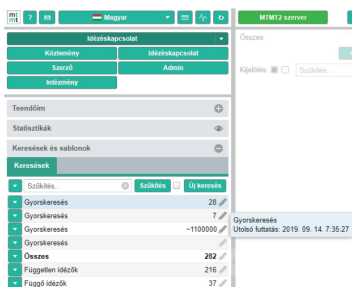 mt
mt
? Magyar
MTMT2 szerver
Idézéskapcsolat
Közlemény Idézéskapcsolat
Szerző Admin
Intézmény
Összes
Kijelölés: Szűkítés..
Teendőim
Statisztikák
Keresések és sablonok
Keresések
Szűkítés.. Szűkítés Új keresés
Gyorskeresés 28
Gyorskeresés 7
Gyorskeresés ~1100000
Összes 282
Független idézők 216
Függő idézők 37
Gyorskeresés
Utolsó futtatás: 2019. 09. 14. 7:35:27